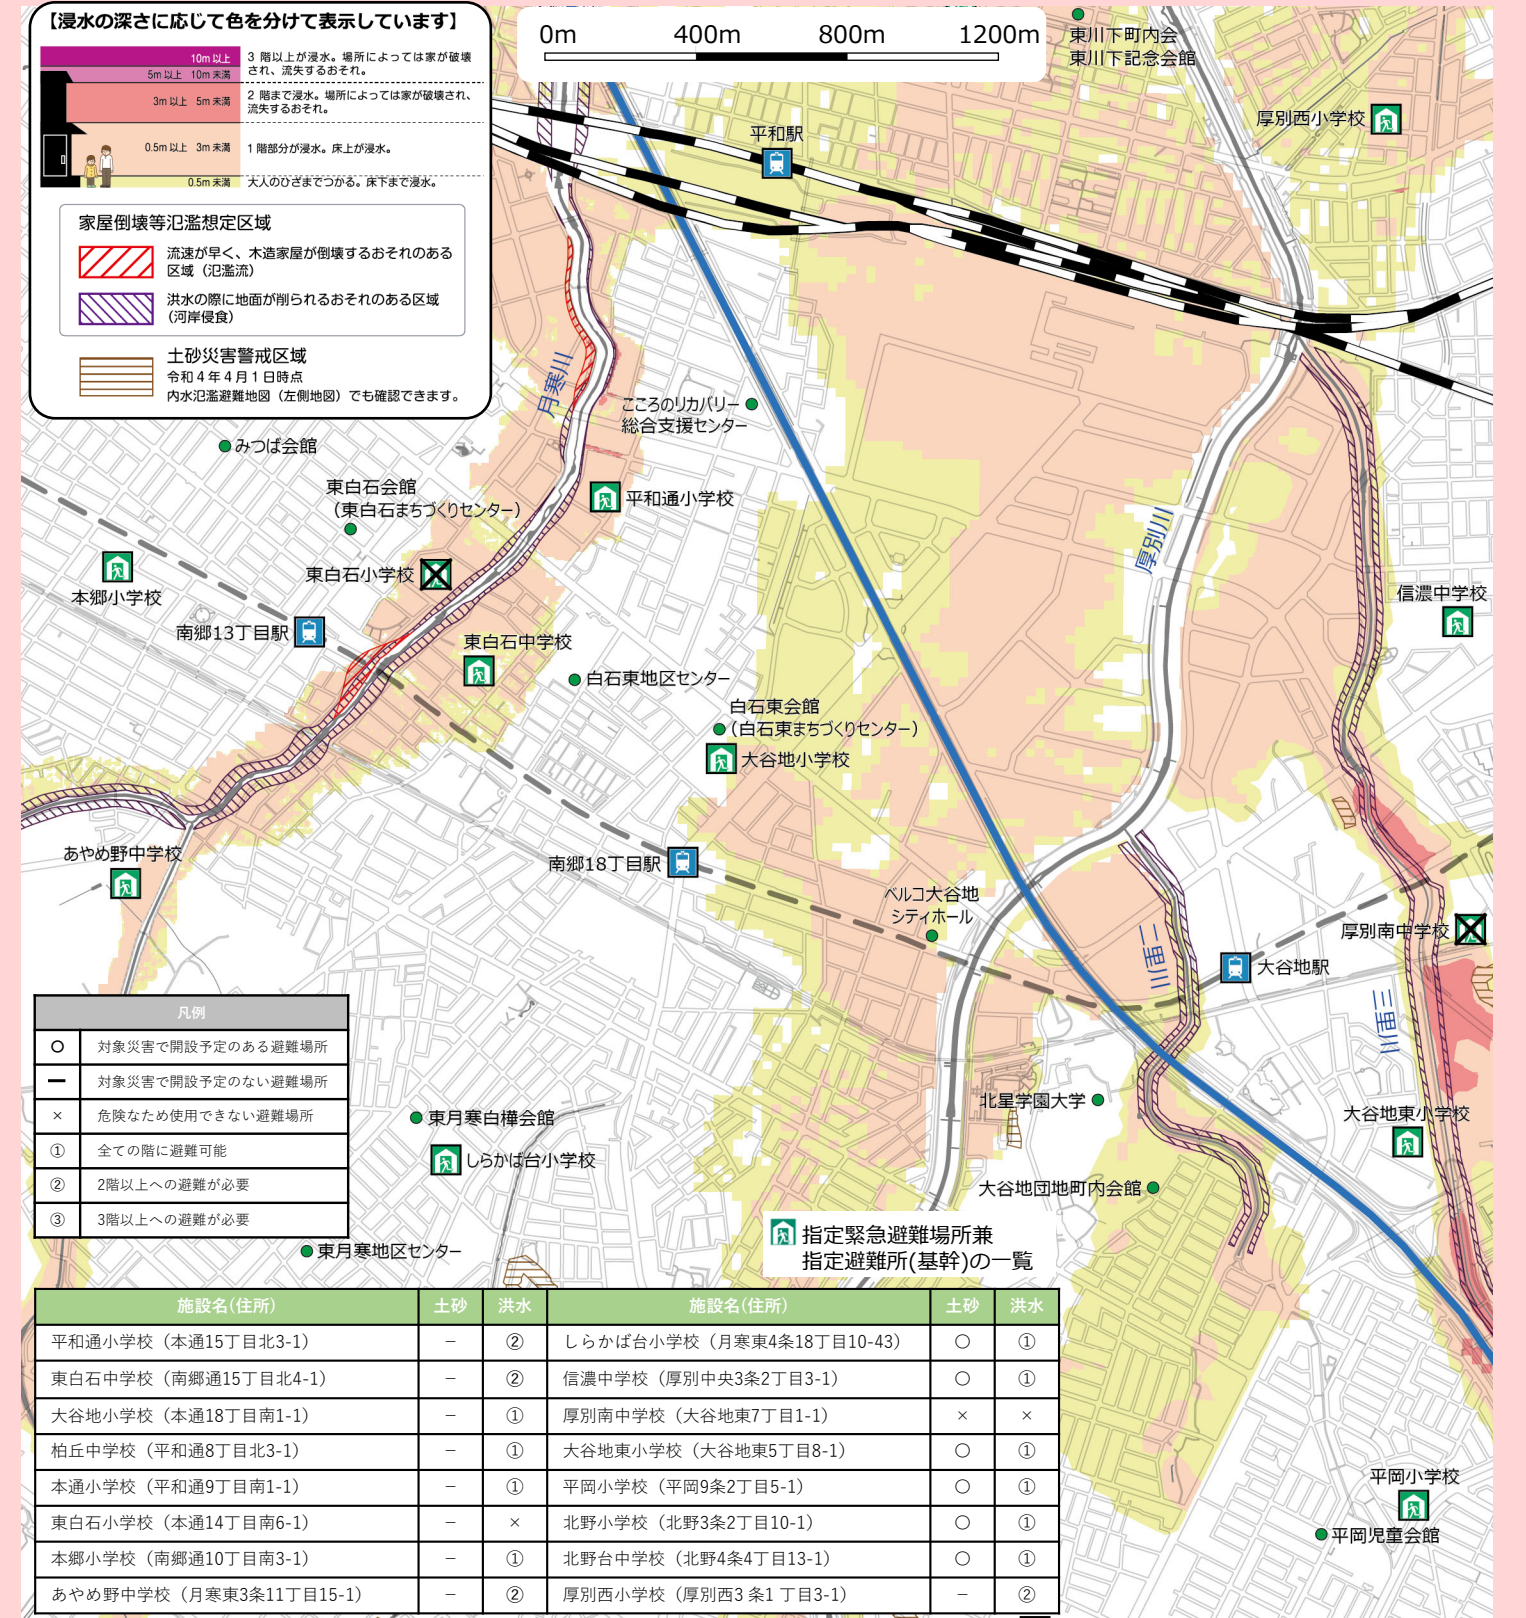 【浸水の深さに応じて色を分けて表示しています】
10m 以上
5m 以上 10m 未満
3m 以上 5m 未満
0.5m 以上 3m 未満
0.5m 未満
3 階以上が浸水。場所によっては家が破壊
され、流失するおそれ。
2 階まで浸水。場所によっては家が破壊され、
流失するおそれ。
1 階部分が浸水。床上が浸水。
大人のひざまでつかる。床下まで浸水。
家屋倒壊等氾濫想定区域
流速が早く、木造家屋が倒壊するおそれのある
区域（氾濫流）
洪水の際に地面が削られるおそれのある区域
（河岸侵食）
土砂災害警戒区域
令和４年４月１日時点
内水氾濫避難地図（左側地図）でも確認できます。
0m 400m 800m 1200m
東川下町内会
東川下記念会館
厚別西小学校
平和駅
月寒川
こころのリカバリー
総合支援センター
みつば会館
東白石会館
（東白石まちづくりセンター）
平和通小学校
厚別川
本郷小学校
東白石小学校
信濃中学校
南郷13丁目駅
東白石中学校
白石東地区センター
白石東会館
（白石東まちづくりセンター）
大谷地小学校
あやめ野中学校
南郷18丁目駅
ベルコ大谷地
シティホール
厚別南中学校
二里川
大谷地駅
三里川
北星学園大学
大谷地東小学校
東月寒白樺会館
しらかば台小学校
大谷地団地町内会館
東月寒地区センター
凡例
○ 対象災害で開設予定のある避難場所
ー 対象災害で開設予定のない避難場所
× 危険なため使用できない避難場所
① 全ての階に避難可能
② 2階以上への避難が必要
③ 3階以上への避難が必要
指定緊急避難場所兼
指定避難所(基幹)の一覧
施設名(住所) 土砂 洪水 施設名(住所) 土砂 洪水
平和通小学校（本通15丁目北3-1） － ② しらかば台小学校（月寒東4条18丁目10-43） ○ ①
東白石中学校（南郷通15丁目北4-1） － ② 信濃中学校（厚別中央3条2丁目3-1） ○ ①
大谷地小学校（本通18丁目南1-1） － ① 厚別南中学校（大谷地東7丁目1-1） × ×
柏丘中学校（平和通8丁目北3-1） － ① 大谷地東小学校（大谷地東5丁目8-1） ○ ①
本通小学校（平和通9丁目南1-1） － ① 平岡小学校（平岡9条2丁目5-1） ○ ①
東白石小学校（本通14丁目南6-1） － × 北野小学校（北野3条2丁目10-1） ○ ①
本郷小学校（南郷通10丁目南3-1） － ① 北野台中学校（北野4条4丁目13-1） ○ ①
あやめ野中学校（月寒東3条11丁目15-1） － ② 厚別西小学校（厚別西3 条1 丁目3-1） － ②
平岡小学校
平岡児童会館